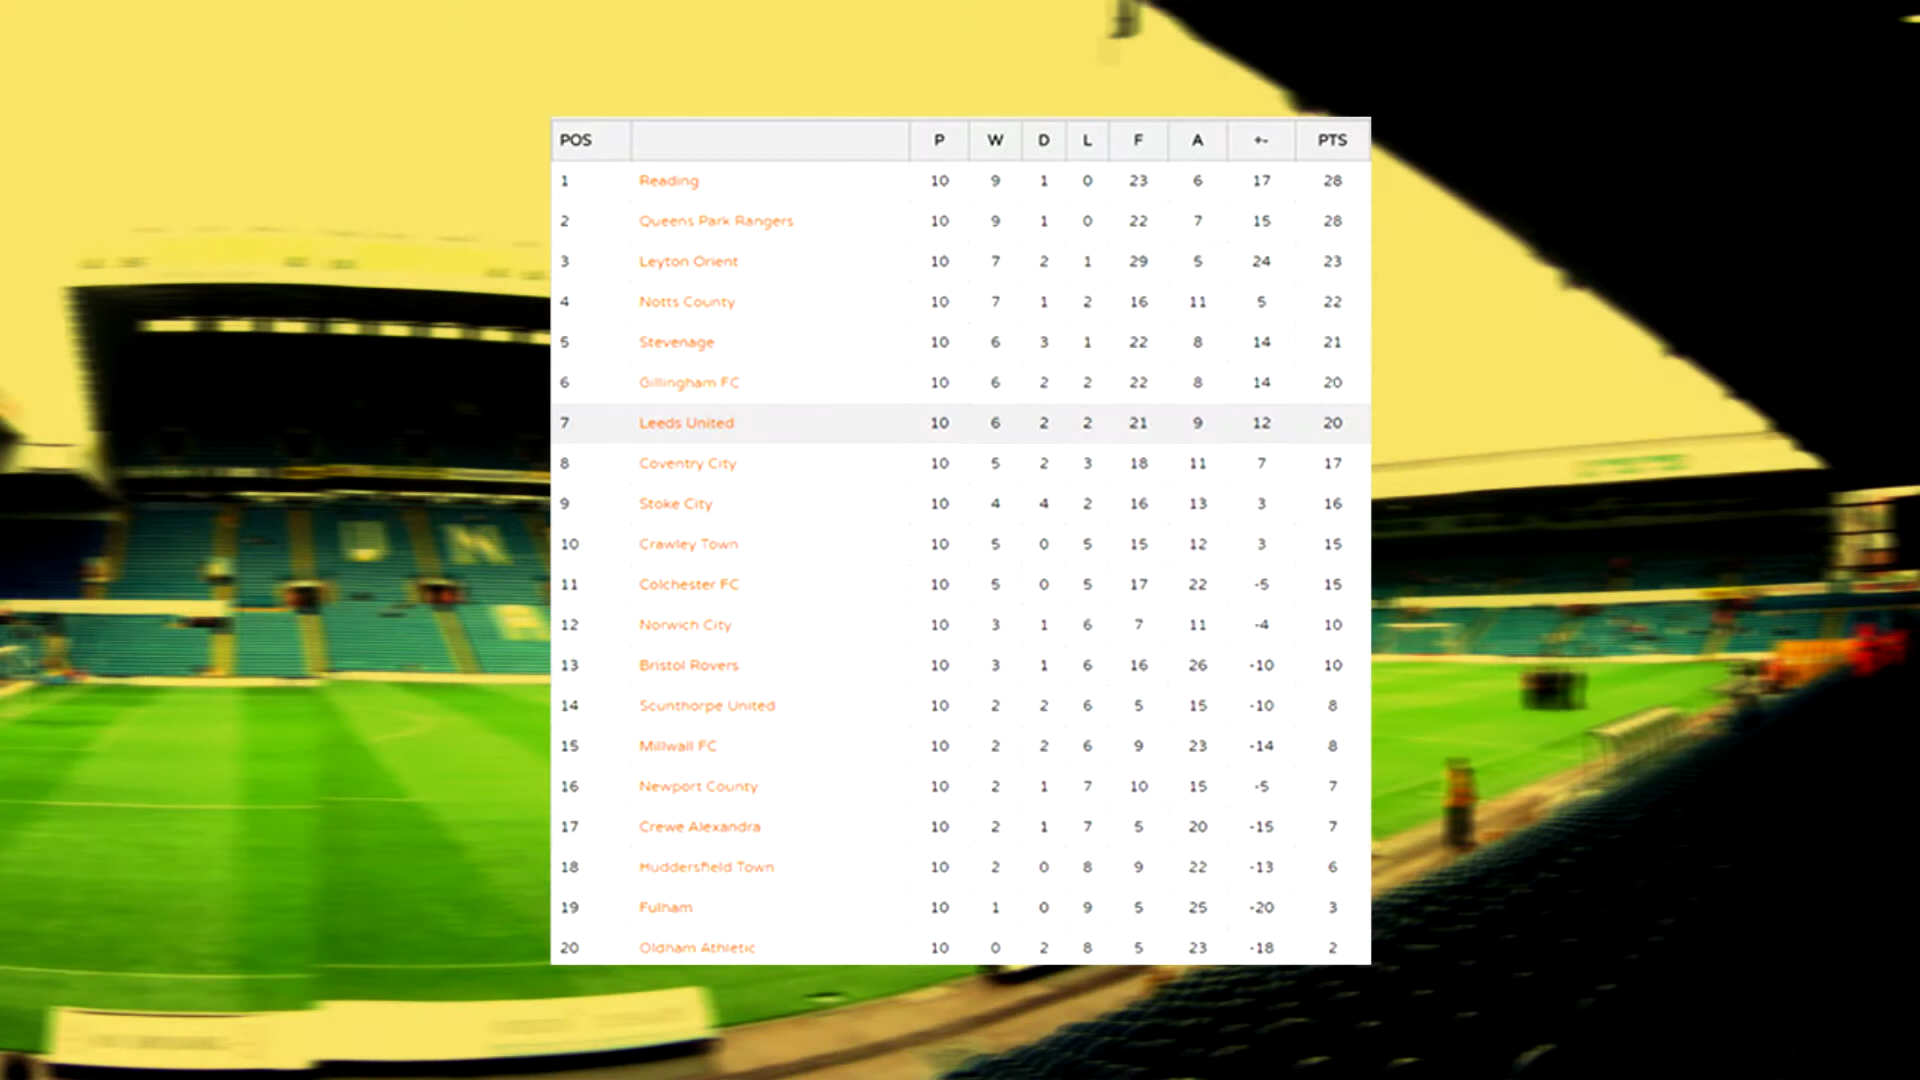 POS P W D L F A +- PTS
1 Reading 10 9 1 0 23 6 17 28
2 Queens Park Rangers 10 9 1 0 22 7 15 28
3 Leyton Orient 10 7 2 1 29 5 24 23
4 Notts County 10 7 1 2 16 11 5 22
5 Stevenage 10 6 3 1 22 8 14 21
6 Gillingham FC 10 6 2 2 22 8 14 20
7 Leeds United 10 6 2 2 21 9 12 20
8 Coventry City 10 5 2 3 18 11 7 17
9 Stoke City 10 4 4 2 16 13 3 16
10 Crawley Town 10 5 0 5 15 12 3 15
11 Colchester FC 10 5 0 5 17 22 -5 15
12 Norwich City 10 3 1 6 7 11 -4 10
13 Bristol Rovers 10 3 1 6 16 26 -10 10
14 Scunthorpe United 10 2 2 6 5 15 -10 8
15 Millwall FC 10 2 2 6 9 23 -14 8
16 Newport County 10 2 1 7 10 15 -5 7
17 Crewe Alexandra 10 2 1 7 5 20 -15 7
18 Huddersfield Town 10 2 0 8 9 22 -13 6
19 Fulham 10 1 0 9 5 25 -20 3
20 Oldham Athletic 10 0 2 8 5 23 -18 2